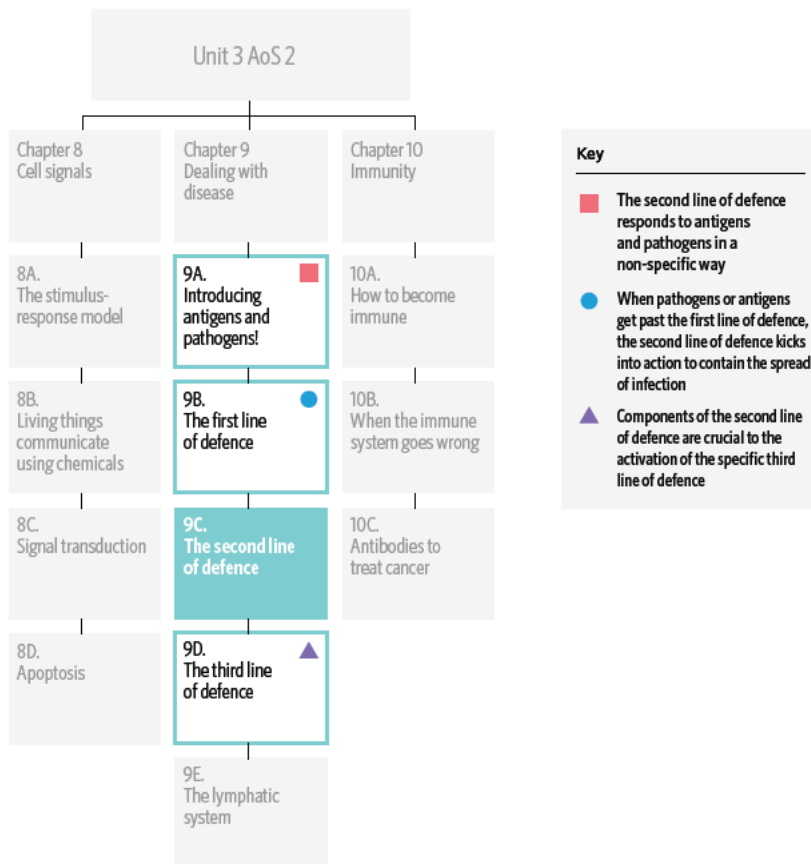 Unit 3 AoS 2
Chapter 8
Cell signals
Chapter 9
Dealing with
disease
Chapter 10
Immunity
8A.
The stimulus-
response model
9A.
Introducing
antigens and
pathogens!
10A.
How to become
immune
8B.
Living things
communicate
using chemicals
9B.
The first line
of defence
10B.
When the immune
system goes wrong
8C.
Signal transduction
9C.
The second line
of defence
10C.
Antibodies to
treat cancer
8D.
Apoptosis
9D.
The third line
of defence
9E.
The lymphatic
system
Key
The second line of defence
responds to antigens
and pathogens in a
non-specific way
When pathogens or antigens
get past the first line of defence,
the second line of defence kicks
into action to contain the spread
of infection
Components of the second line
of defence are crucial to the
activation of the specific third
line of defence